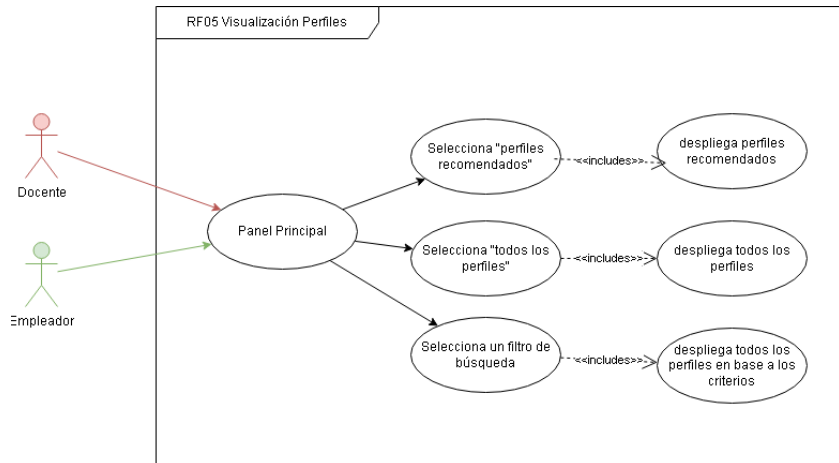 RF05 Visualización Perfiles
Docente
Empleador
Panel Principal
Selecciona "perfiles
recomendados"
<<includes>>
despliega perfiles
recomendados
Selecciona "todos los
perfiles"
<<includes>>
despliega todos los
perfiles
Selecciona un filtro de
búsqueda
<<includes>>
despliega todos los
perfiles en base a los
criterios